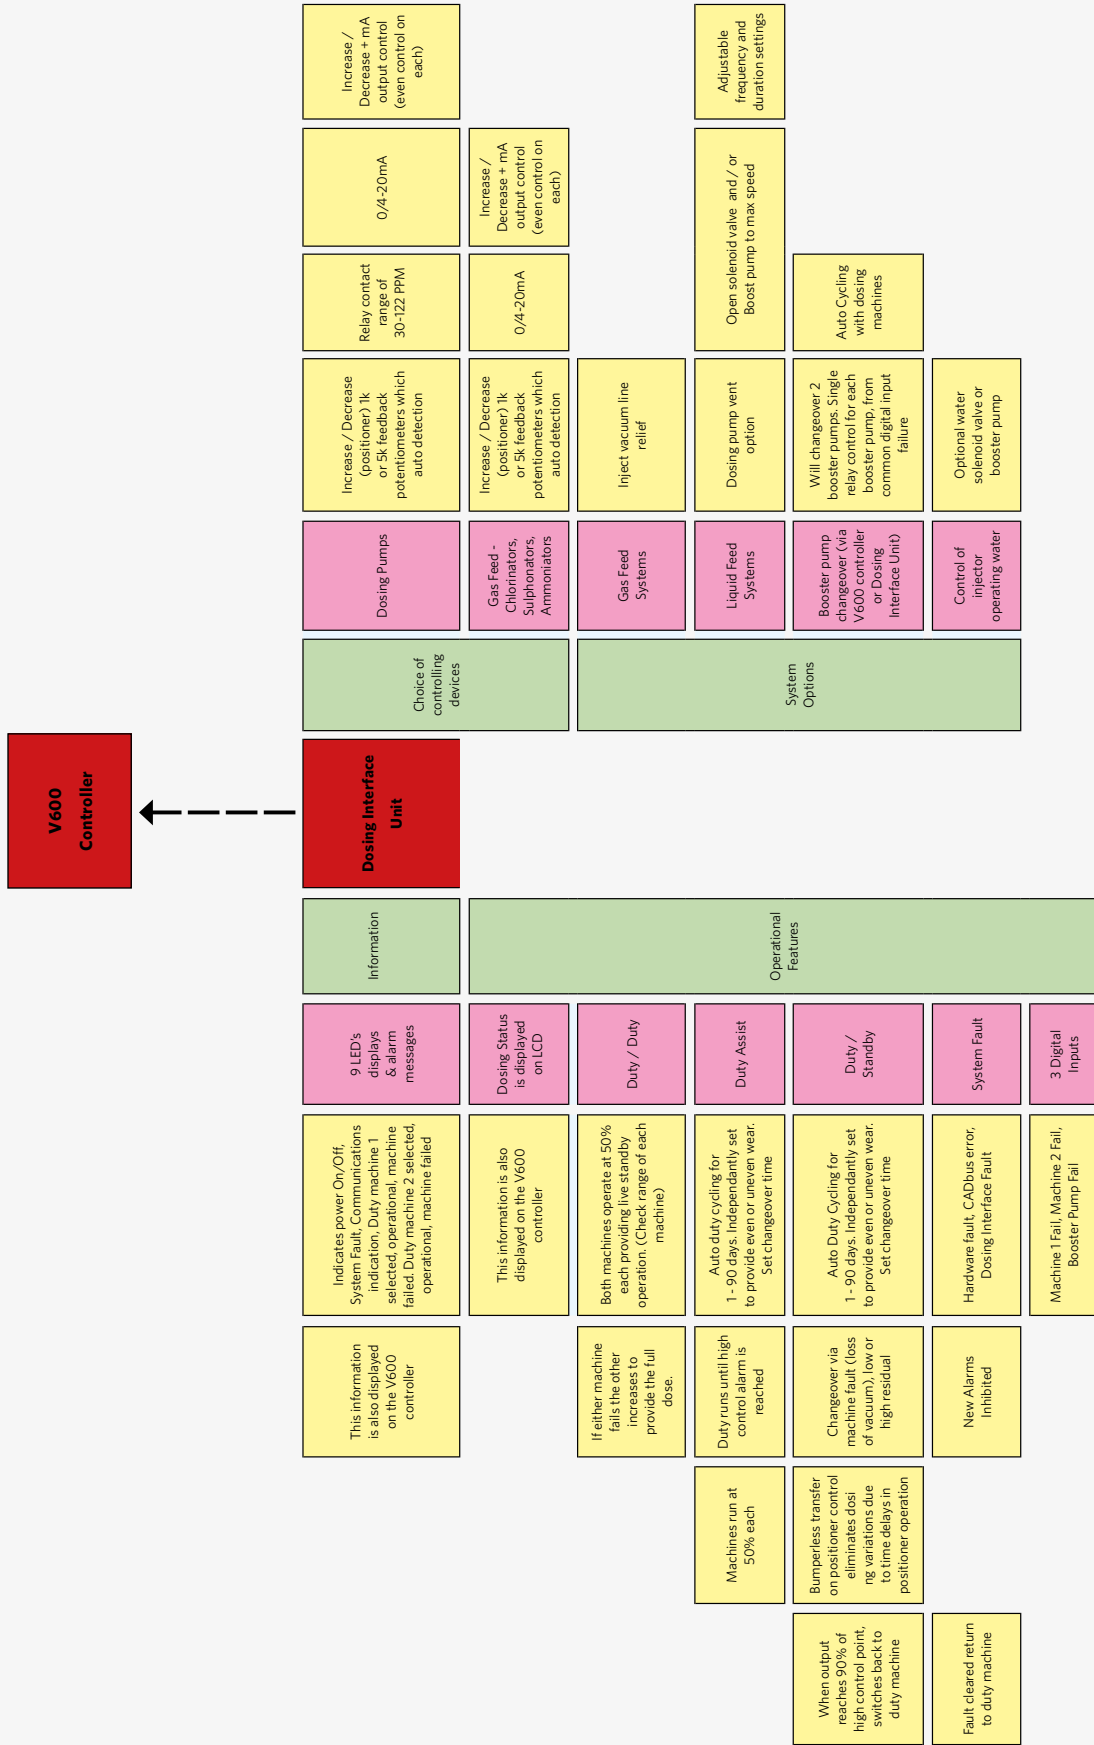 V600
Controller
Dosing Interface
Unit
Information
Operational
Features
Choice of
controlling
devices
System
Options
9 LED's
displays
& alarm
messages
Indicates power On/Off,
System Fault, Communications
indication, Duty machine 1
selected, operational, machine
failed. Duty machine 2 selected,
operational, machine failed
This information
is also displayed
on the V600
controller
Dosing Status
is displayed
on LCD
This information is also
displayed on the V600
controller
Duty / Duty
Both machines operate at 50%
each providing live standby
operation. (Check range of each
machine)
If either machine
fails the other
increases to
provide the full
dose.
Duty Assist
Auto duty cycling for
1 - 90 days. Independantly set
to provide even or uneven wear.
Set changeover time
Duty runs until high
control alarm is
reached
Machines run at
50% each
Duty /
Standby
Auto Duty Cycling for
1 - 90 days. Independantly set
to provide even or uneven wear.
Set changeover time
Changeover via
machine fault (loss
of vacuum), low or
high residual
Bumperless transfer
on positioner control
eliminates dosi
ng variations due
to time delays in
positioner operation
When output
reaches 90% of
high control point,
switches back to
duty machine
System Fault
Hardware fault, CADbus error,
Dosing Interface Fault
New Alarms
Inhibited
Fault cleared return
to duty machine
3 Digital
Inputs
Machine 1 Fail, Machine 2 Fail,
Booster Pump Fail
Dosing Pumps
Increase / Decrease
(positioner) 1k
or 5k feedback
potentiometers which
auto detection
Relay contact
range of
30-122 PPM
0/4-20mA
Increase /
Decrease + mA
output control
(even control on
each)
Gas Feed -
Chlorinators,
Sulphonators,
Ammoniators
Increase / Decrease
(positioner) 1k
or 5k feedback
potentiometers which
auto detection
0/4-20mA
Increase /
Decrease + mA
output control
(even control on
each)
Gas Feed
Systems
Inject vacuum line
relief
Liquid Feed
Systems
Dosing pump vent
option
Open solenoid valve and / or
Boost pump to max speed
Adjustable
frequency and
duration settings
Booster pump
changeover (via
V600 controller
or Dosing
Interface Unit)
Will changeover 2
booster pumps. Single
relay control for each
booster pump, from
common digital input
failure
Auto Cycling
with dosing
machines
Control of
injector
operating water
Optional water
solenoid valve or
booster pump